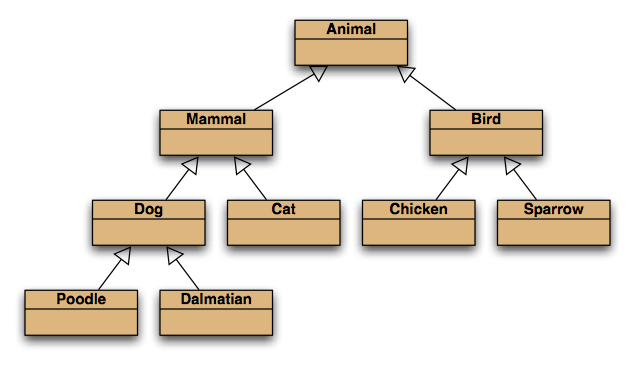 Animal
Mammal
Bird
Dog
Cat
Chicken
Sparrow
Poodle
Dalmatian